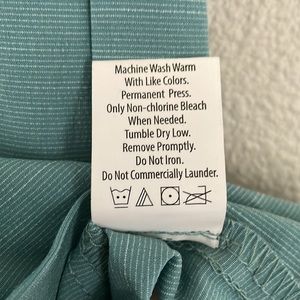 Machine Wash Warm
With Like Colors.
Permanent Press.
Only Non-chlorine Bleach
When Needed.
Tumble Dry Low.
Remove Promptly.
Do Not Iron.
Do Not Commercially Launder.